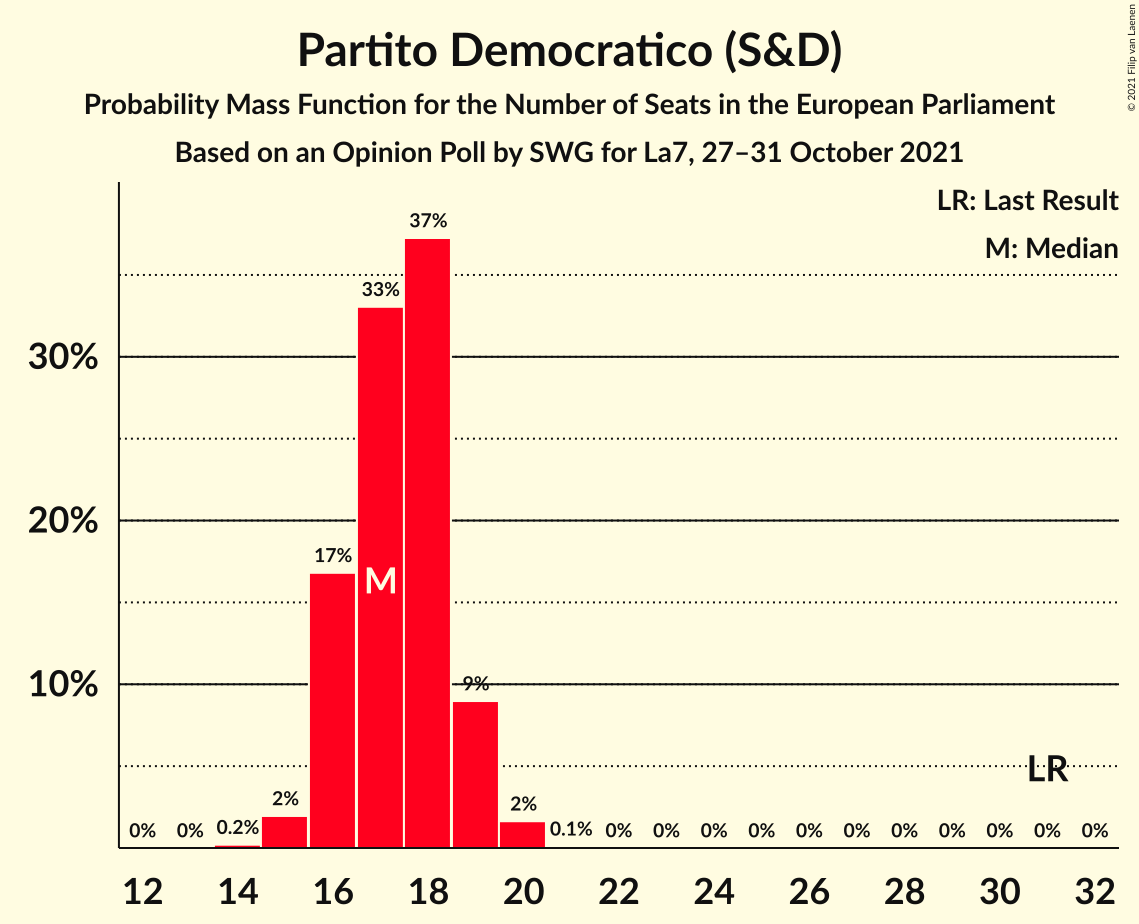 Partito Democratico (S&D)
Probability Mass Function for the Number of Seats in the European Parliament
Based on an Opinion Poll by SWG for La7, 27–31 October 2021
© 2021 Filip van Laenen
LR: Last Result
M: Median
37%
33%
30%
20%
17%
M
10%
9%
LR
2%
2%
0% 0% 0.2% 0.1% 0% 0% 0% 0% 0% 0% 0% 0% 0% 0% 0%
12 14 16 18 20 22 24 26 28 30 32